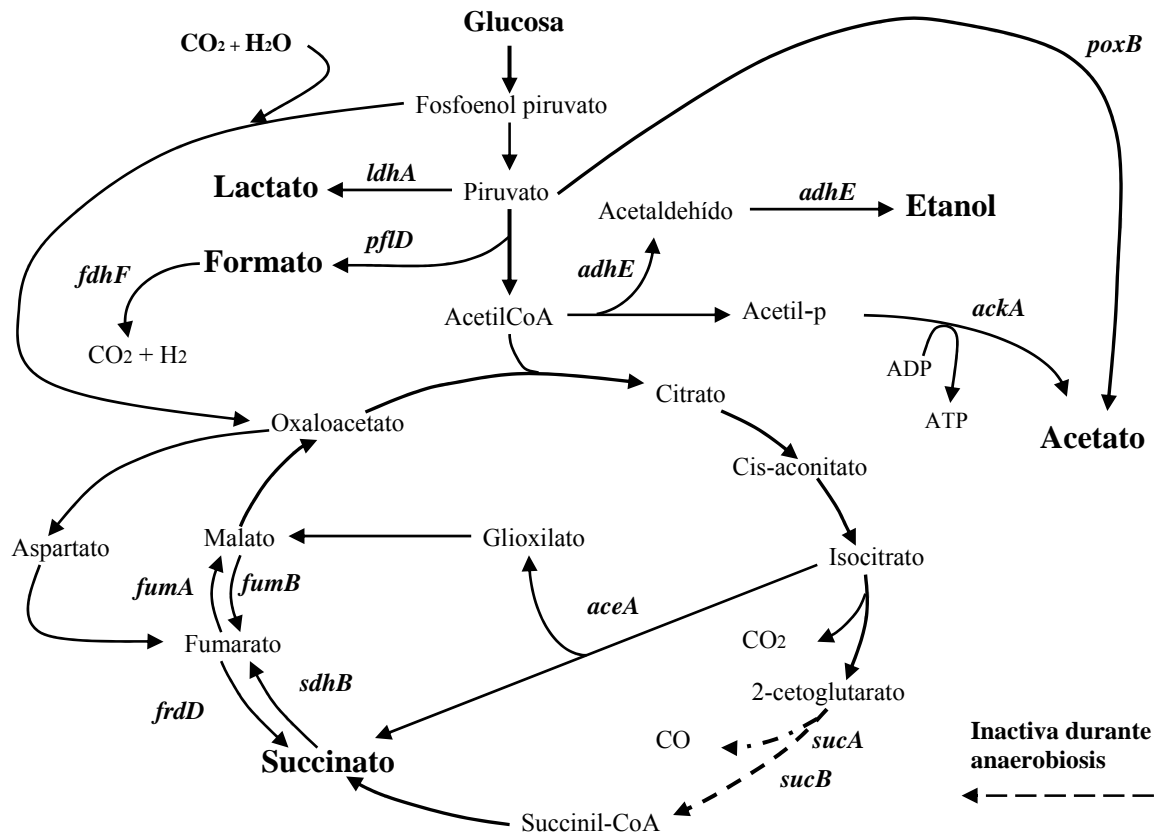 Glucosa
CO2 + H2O
poxB
Fosfoenol piruvato
Lactato
ldhA
Piruvato
Acetaldehído
adhE
Etanol
pflD
Formato
fdhF
adhE
AcetilCoA
Acetil-p
ackA
CO2 + H2
ADP
ATP
Citrato
Oxaloacetato
Acetato
Cis-aconitato
Aspartato
Malato
Glioxilato
Isocitrato
fumA
fumB
aceA
CO2
Fumarato
sdhB
2-cetoglutarato
frdD
CO
sucA
Succinato
sucB
Inactiva durante
anaerobiosis
Succinil-CoA